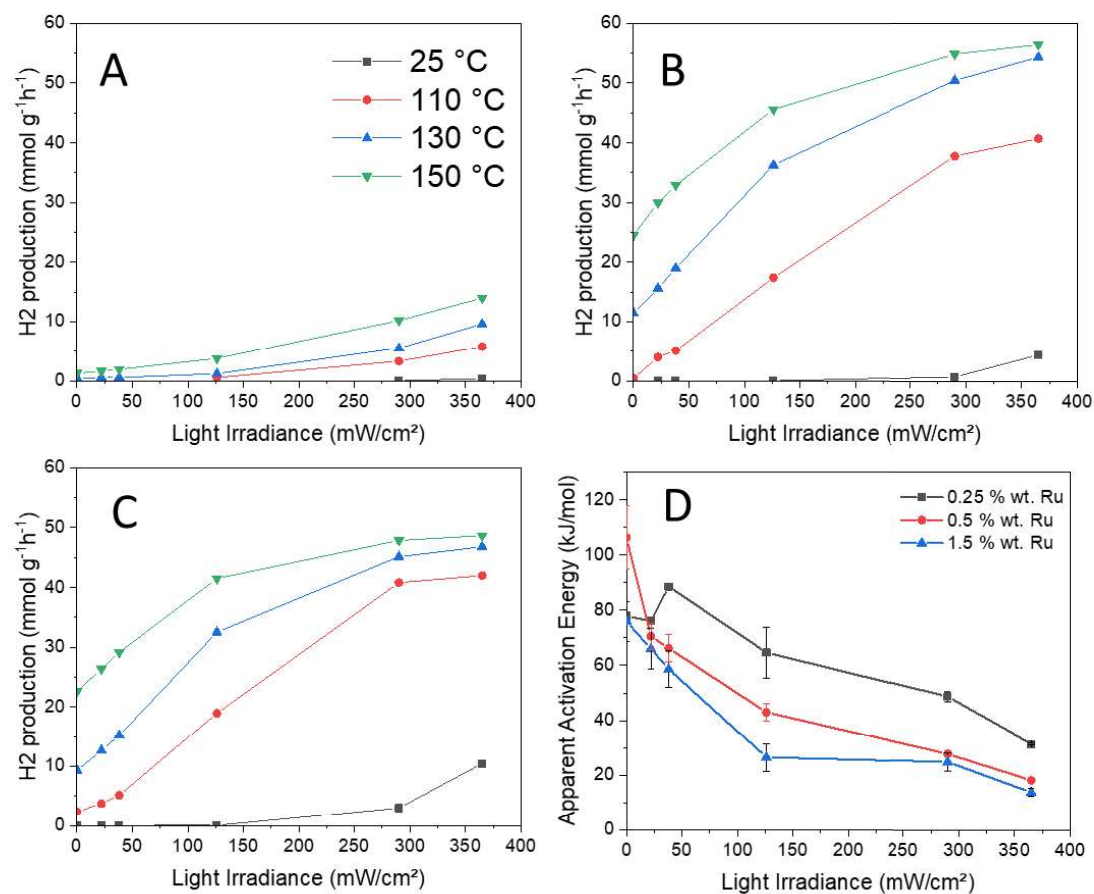 A
25 °C
110 °C
130 °C
150 °C
H2 production (mmol g⁻¹h⁻¹)
60
50
40
30
20
10
0
0 50 100 150 200 250 300 350 400
Light Irradiance (mW/cm²)
B
H2 production (mmol g⁻¹h⁻¹)
60
50
40
30
20
10
0
0 50 100 150 200 250 300 350 400
Light Irradiance (mW/cm²)
C
H2 production (mmol g⁻¹h⁻¹)
60
50
40
30
20
10
0
0 50 100 150 200 250 300 350 400
Light Irradiance (mW/cm²)
D
0.25 % wt. Ru
0.5 % wt. Ru
1.5 % wt. Ru
Apparent Activation Energy (kJ/mol)
120
100
80
60
40
20
0
0 50 100 150 200 250 300 350 400
Light Irradiance (mW/cm²)